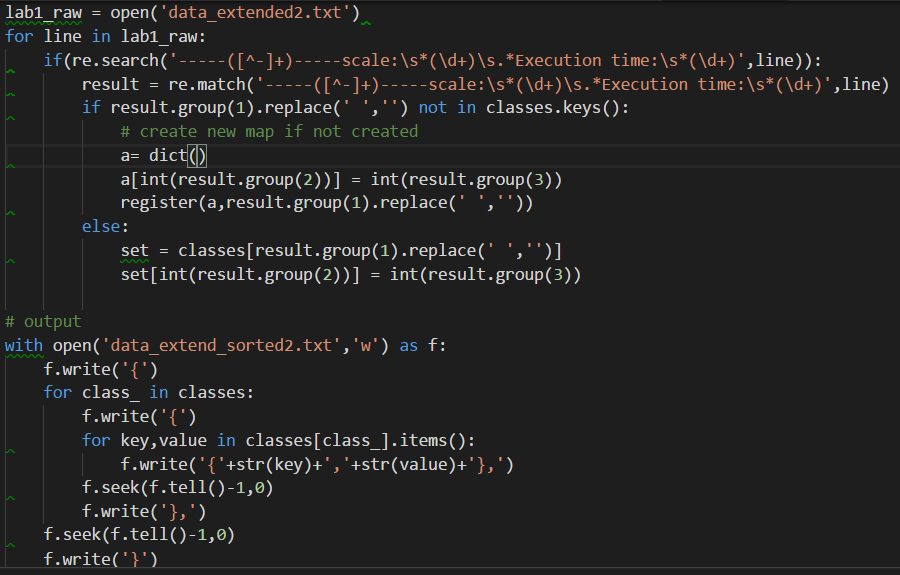 lab1_raw = open('data_extended2.txt')
for line in lab1_raw:
    if(re.search('-----([^-]+)-----scale:\s*(\d+)\s.*Execution time:\s*(\d+)',line)):
        result = re.match('-----([^-]+)-----scale:\s*(\d+)\s.*Execution time:\s*(\d+)',line)
        if result.group(1).replace(' ','') not in classes.keys():
            # create new map if not created
            a= dict()
            a[int(result.group(2))] = int(result.group(3))
            register(a,result.group(1).replace(' ',''))
        else:
            set = classes[result.group(1).replace(' ','')]
            set[int(result.group(2))] = int(result.group(3))
# output
with open('data_extend_sorted2.txt','w') as f:
    f.write('{')
    for class_ in classes:
        f.write('{')
        for key,value in classes[class_].items():
            f.write('{'+str(key)+','+str(value)+'},')
        f.seek(f.tell()-1,0)
        f.write('},')
    f.seek(f.tell()-1,0)
    f.write('}')